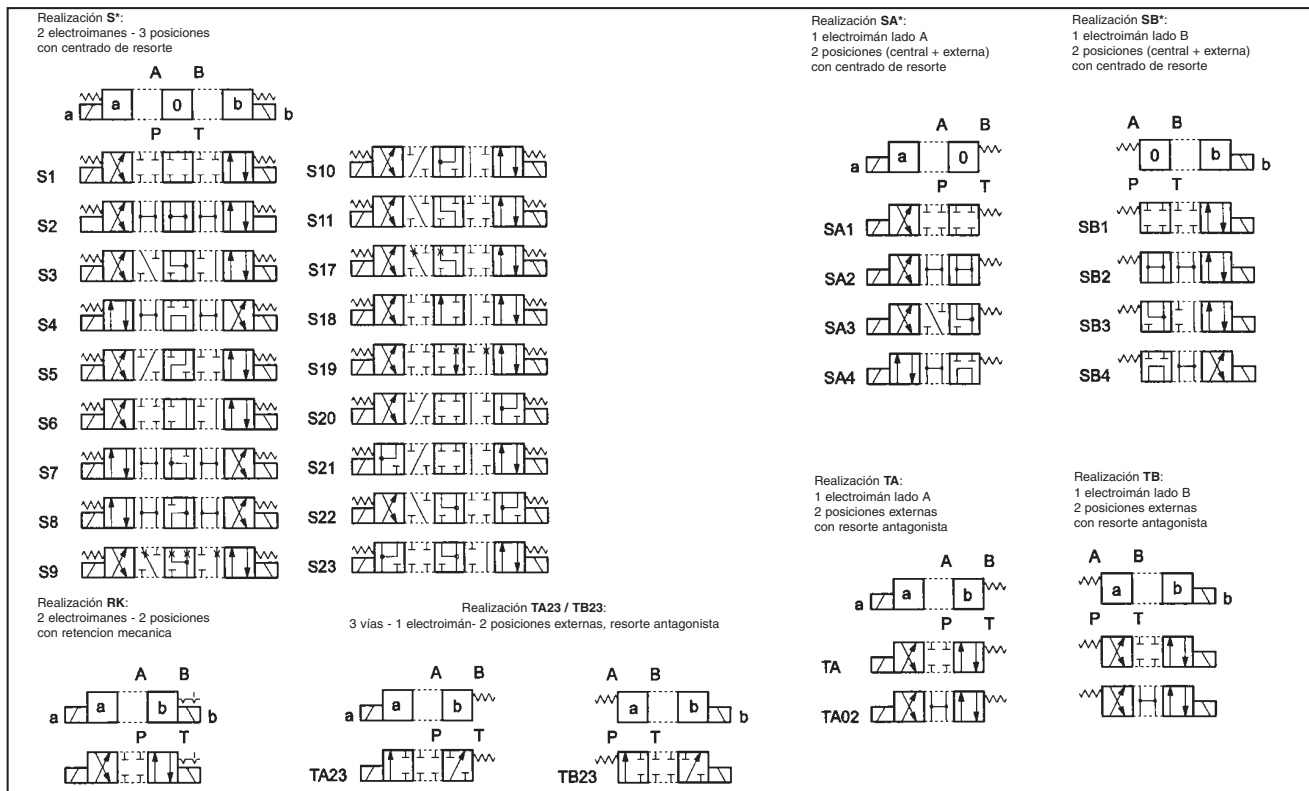 Realización S*:
2 electroimanes - 3 posiciones
con centrado de resorte
A B
a a 0 b b
P T
S1
S2
S3
S4
S5
S6
S7
S8
S9
S10
S11
S17
S18
S19
S20
S21
S22
S23
Realización SA*:
1 electroimán lado A
2 posiciones (central + externa)
con centrado de resorte
A B
a a 0
P T
SA1
SA2
SA3
SA4
Realización SB*:
1 electroimán lado B
2 posiciones (central + externa)
con centrado de resorte
A B
0 b b
P T
SB1
SB2
SB3
SB4
Realización RK:
2 electroimanes - 2 posiciones
con retencion mecanica
A B
a a b b
P T
Realización TA23 / TB23:
3 vías - 1 electroimán- 2 posiciones externas, resorte antagonista
A B
a a b
P T
TA23
A B
a b b
P T
TB23
Realización TA:
1 electroimán lado A
2 posiciones externas
con resorte antagonista
A B
a a b
P T
TA
TA02
Realización TB:
1 electroimán lado B
2 posiciones externas
con resorte antagonista
A B
a b b
P T